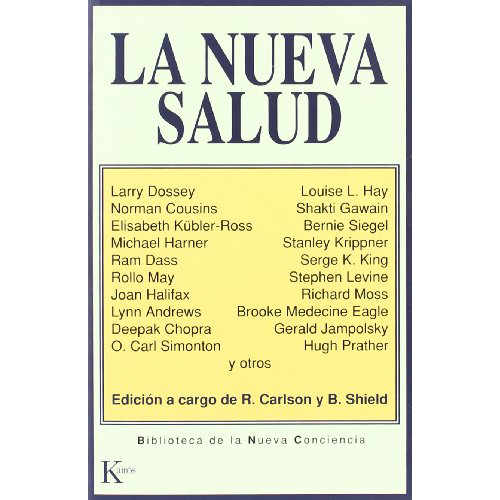 LA NUEVA
SALUD
Larry Dossey Louise L. Hay
Norman Cousins Shakti Gawain
Elisabeth Kübler-Ross Bernie Siegel
Michael Harner Stanley Krippner
Ram Dass Serge K. King
Rollo May Stephen Levine
Joan Halifax Richard Moss
Lynn Andrews Brooke Medecine Eagle
Deepak Chopra Gerald Jampolsky
O. Carl Simonton Hugh Prather
y otros
Edición a cargo de R. Carlson y B. Shield
Biblioteca de la Nueva Conciencia
Kairós